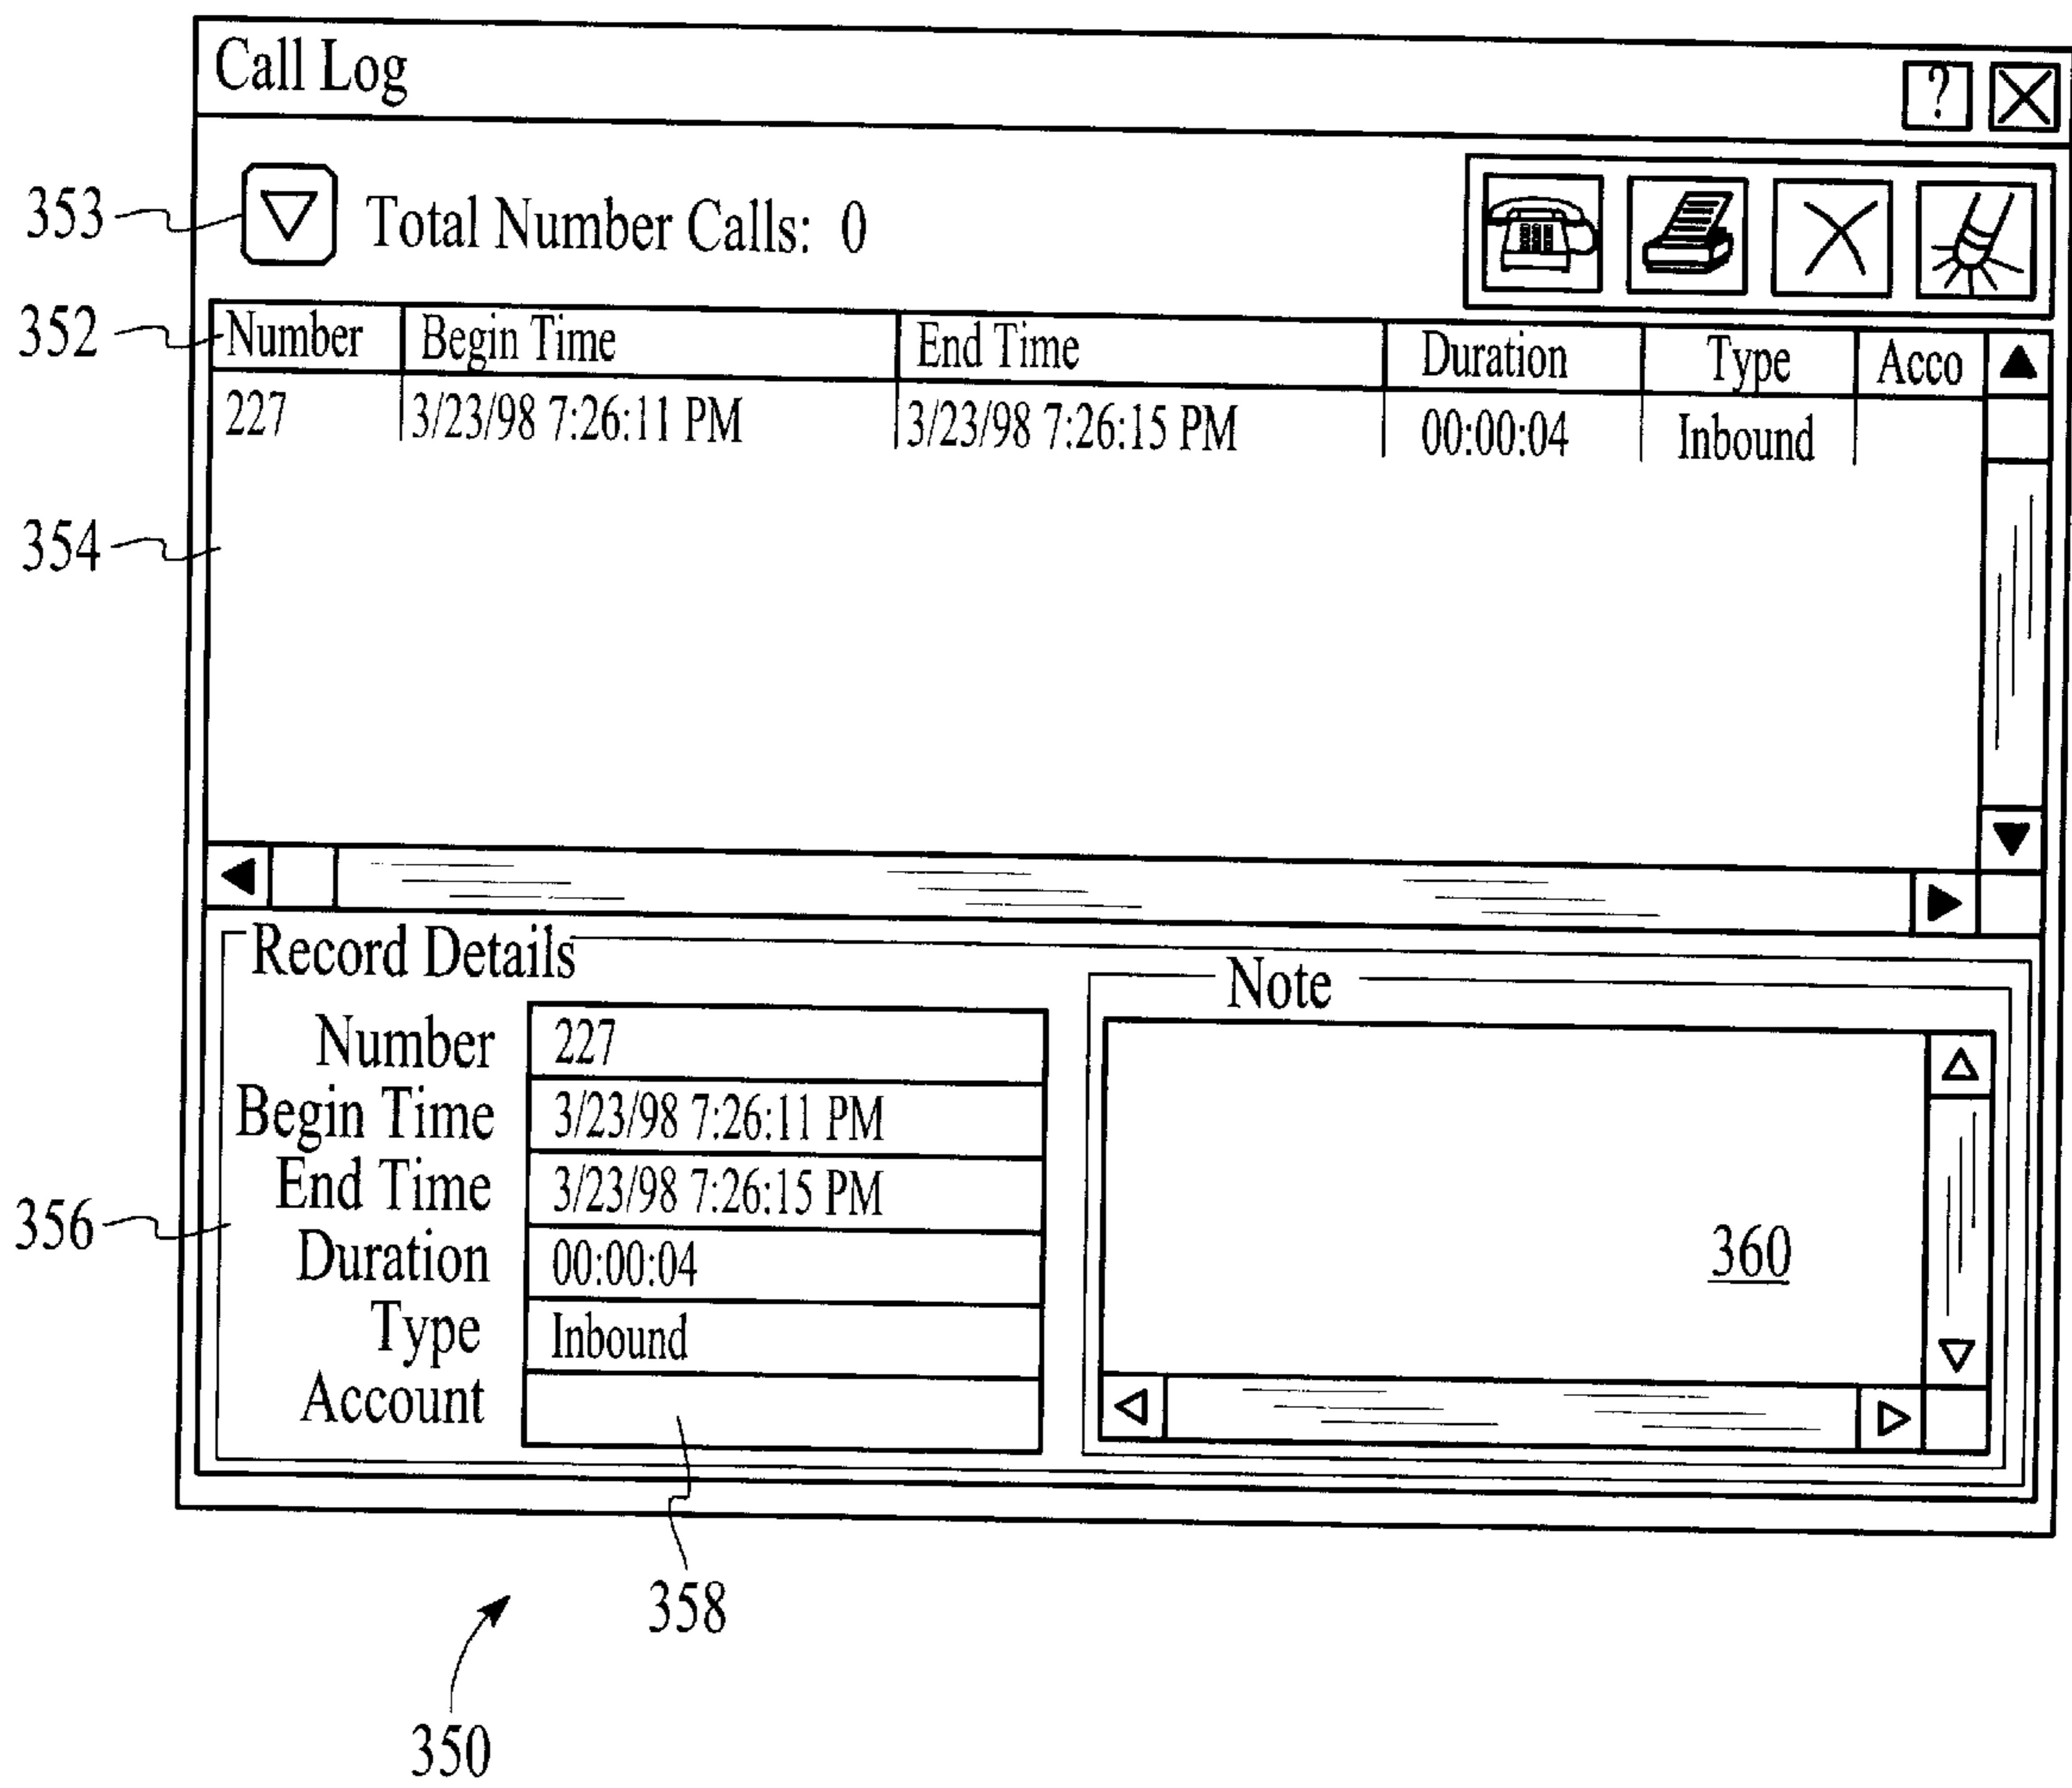 Call Log ?
353 Total Number Calls: 0
352 Number Begin Time End Time Duration Type Acco
227 3/23/98 7:26:11 PM 3/23/98 7:26:15 PM 00:00:04 Inbound
354
Record Details
Note
Number 227
Begin Time 3/23/98 7:26:11 PM
End Time 3/23/98 7:26:15 PM
356
Duration 00:00:04
360
Type Inbound
Account
358
350